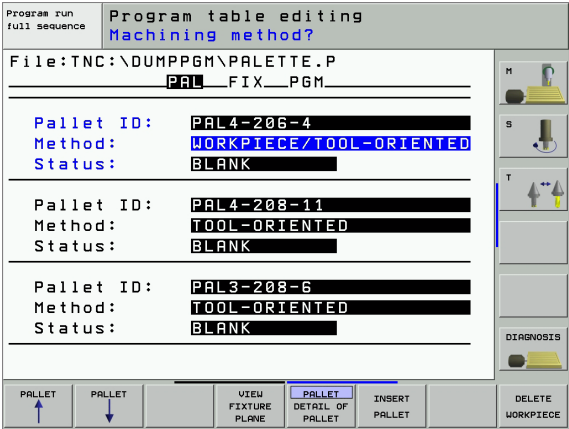 Program run
full sequence
Program table editing
Machining method?
File:TNC:\DUMPPGM\PALETTE.P
PAL FIX PGM
Pallet ID: PAL4-206-4
Method: WORKPIECE/TOOL-ORIENTED
Status: BLANK
Pallet ID: PAL4-208-11
Method: TOOL-ORIENTED
Status: BLANK
Pallet ID: PAL3-208-6
Method: TOOL-ORIENTED
Status: BLANK
M
S
T
DIAGNOSIS
PALLET
PALLET
VIEW
FIXTURE
PLANE
PALLET
DETAIL OF
PALLET
INSERT
PALLET
DELETE
WORKPIECE